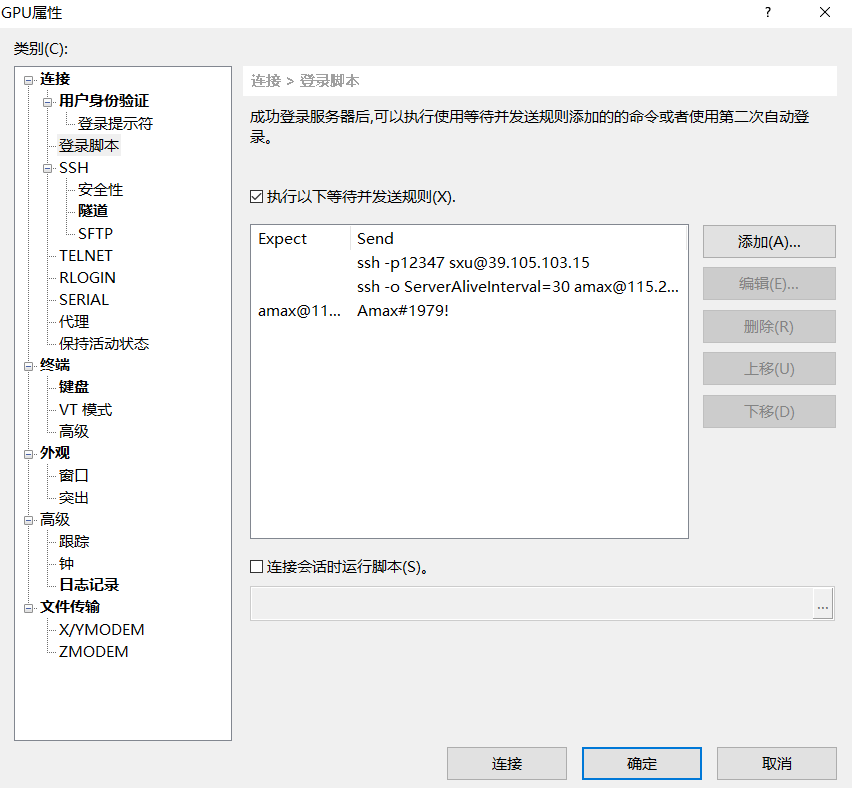 GPU属性
?
类别(C):
连接
用户身份验证
登录提示符
登录脚本
SSH
安全性
隧道
SFTP
TELNET
RLOGIN
SERIAL
代理
保持活动状态
终端
键盘
VT 模式
高级
外观
窗口
突出
高级
跟踪
钟
日志记录
文件传输
X/YMODEM
ZMODEM
连接 > 登录脚本
成功登录服务器后,可以执行使用等待并发送规则添加的的命令或者使用第二次自动登
录。
执行以下等待并发送规则(X).
Expect Send
ssh -p12347 sxu@39.105.103.15
ssh -o ServerAliveInterval=30 amax@115.2...
amax@11... Amax#1979!
添加(A)...
编辑(E)...
删除(R)
上移(U)
下移(D)
连接会话时运行脚本(S)。
...
连接
确定
取消